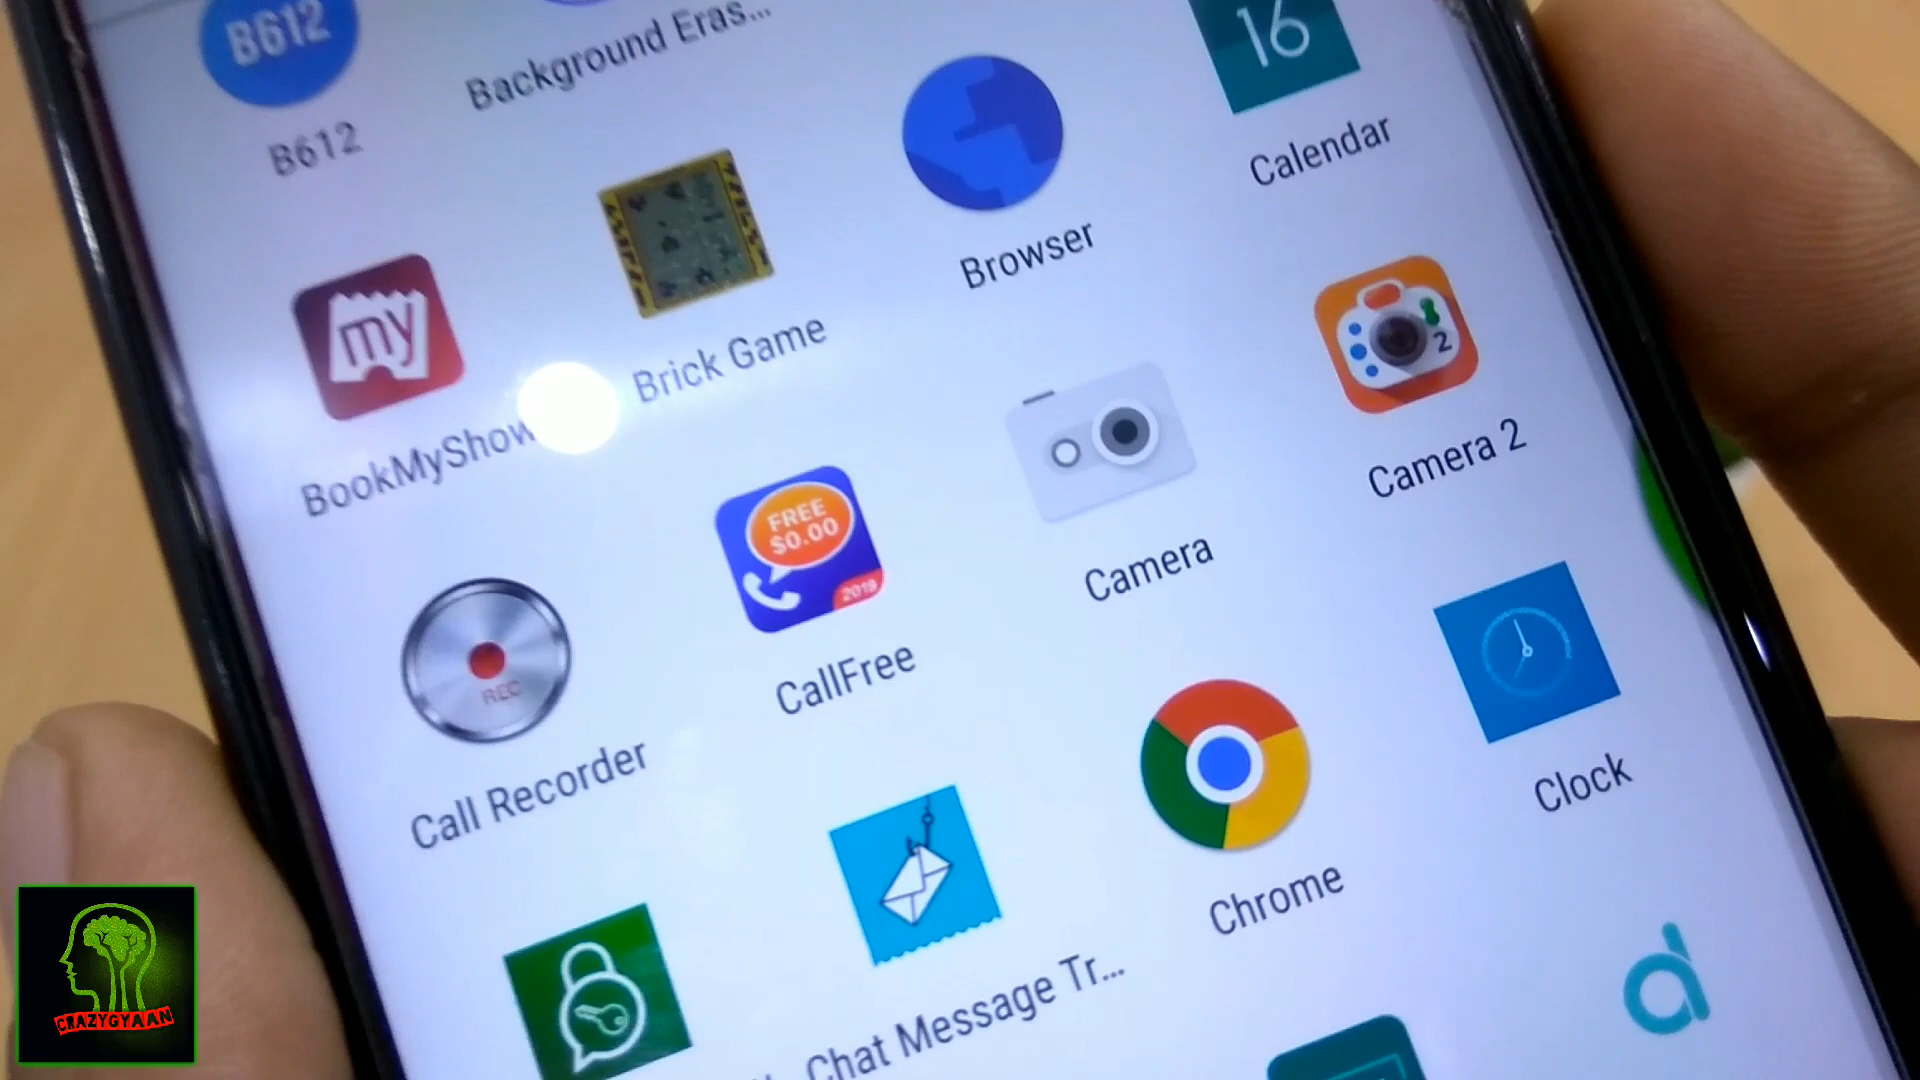 B612
B612
Background Eras...
16
Calendar
my
BookMyShow
Brick Game
Browser
2
Camera 2
REC
Call Recorder
FREE
$0.00
2019
CallFree
Camera
Clock
Chat Message Tr...
Chrome
d
CRAZYGYAAN